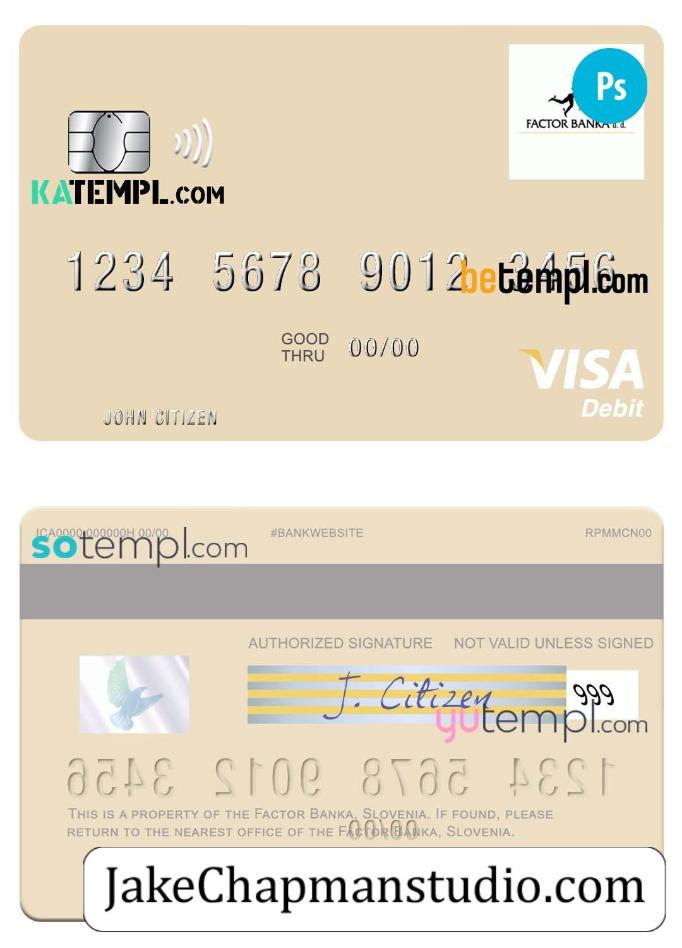 Ps
FACTOR BANKA d.d.
KATEMPL.COM
1234 5678 9012 3456
betempl.com
GOOD THRU 00/00
VISA
Debit
JOHN CITIZEN
ICA0000 000000H 00/00 #BANKWEBSITE RPMMCN00
sotempl.com
AUTHORIZED SIGNATURE NOT VALID UNLESS SIGNED
J. Citizen 999
yutempl.com
1234 5678 9012 3456
THIS IS A PROPERTY OF THE FACTOR BANKA, SLOVENIA. IF FOUND, PLEASE
RETURN TO THE NEAREST OFFICE OF THE FACTOR BANKA, SLOVENIA.
00/00
JakeChapmanstudio.com